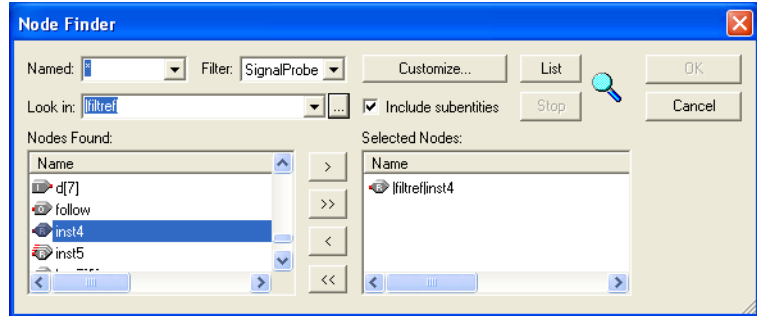 Node Finder
Named: * Filter: SignalProbe Customize... List OK
Look in: |filtref ... Include subentities Stop Cancel
Nodes Found: Selected Nodes:
Name > Name
d[7] |filtref|inst4
follow >>
inst4 <
inst5
<<